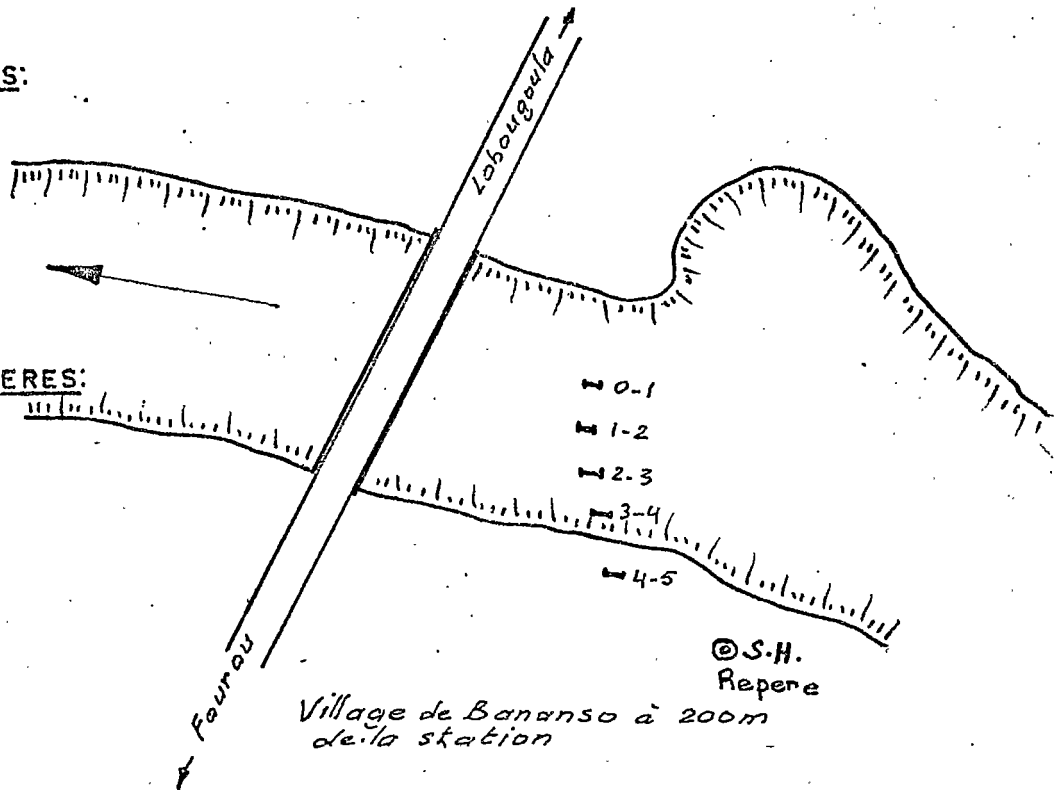 S:
Lobougoula
ERES:
0-1
1-2
2-3
3-4
4-5
S.H.
Repere
Fourou
Village de Bananso à 200m
de la station